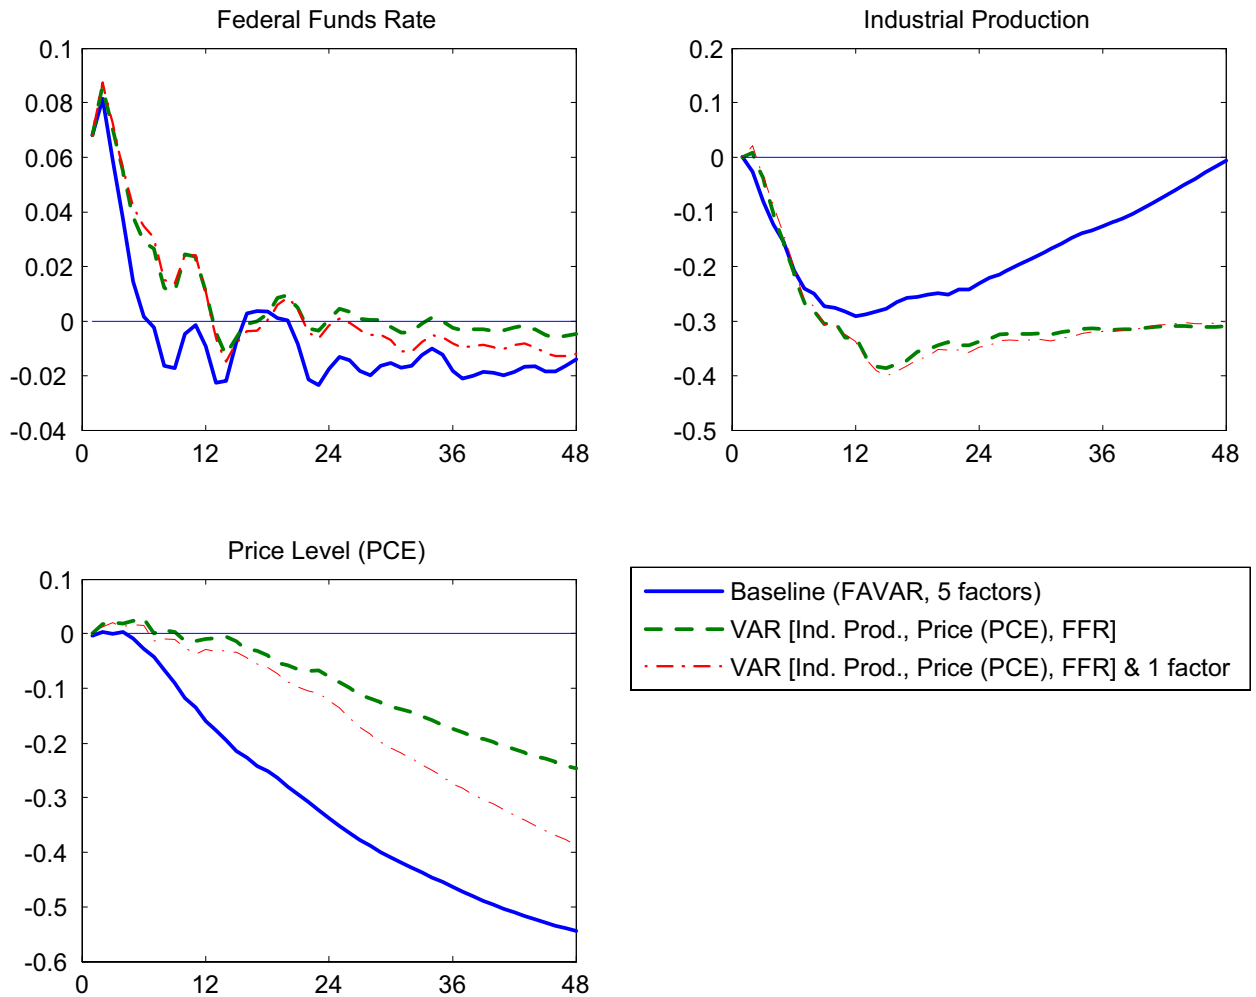 Federal Funds Rate
0.1
0.08
0.06
0.04
0.02
0
-0.02
-0.04
0 12 24 36 48
Industrial Production
0.2
0.1
0
-0.1
-0.2
-0.3
-0.4
-0.5
0 12 24 36 48
Price Level (PCE)
0.1
0
-0.1
-0.2
-0.3
-0.4
-0.5
-0.6
0 12 24 36 48
Baseline (FAVAR, 5 factors)
VAR [Ind. Prod., Price (PCE), FFR]
VAR [Ind. Prod., Price (PCE), FFR] & 1 factor